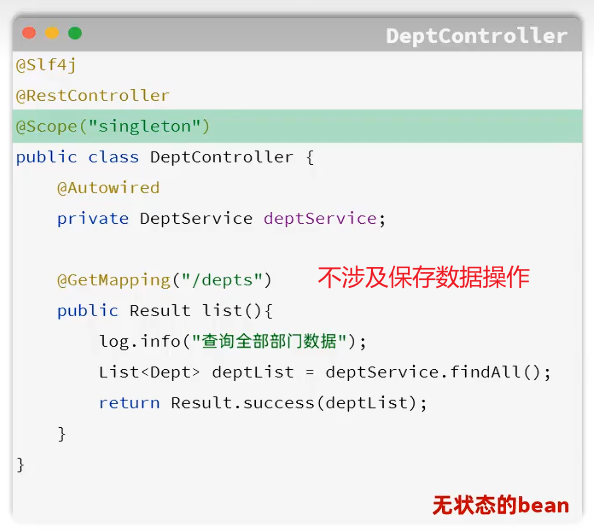 DeptController
@Slf4j
@RestController
@Scope("singleton")
public class DeptController {
@Autowired
private DeptService deptService;
@GetMapping("/depts") 不涉及保存数据操作
public Result list(){
log.info("查询全部部门数据");
List<Dept> deptList = deptService.findAll();
return Result.success(deptList);
}
}
无状态的bean